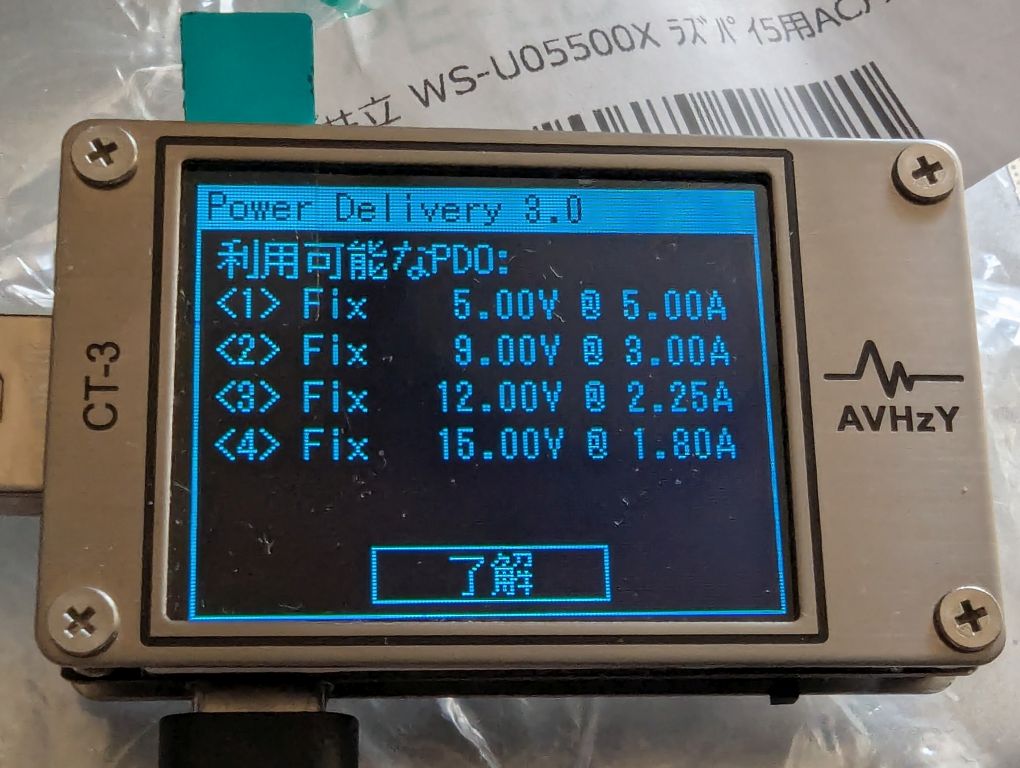 共立 WS-U05500X ﾗｽﾞﾊﾟｲ5用AC
Power Delivery 3.0
利用可能なPDO:
<1> Fix 5.00V @ 5.00A
<2> Fix 9.00V @ 3.00A
<3> Fix 12.00V @ 2.25A
<4> Fix 15.00V @ 1.80A
了解
CT-3
AVHzY